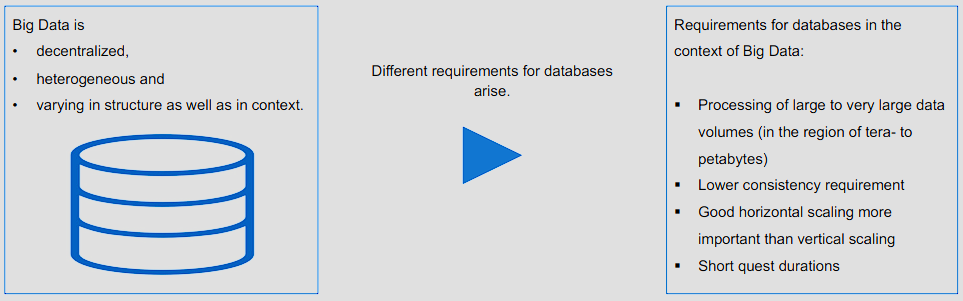 Big Data is
• decentralized,
• heterogeneous and
• varying in structure as well as in context.
Different requirements for databases
arise.
Requirements for databases in the
context of Big Data:
▪ Processing of large to very large data
volumes (in the region of tera- to
petabytes)
▪ Lower consistency requirement
▪ Good horizontal scaling more
important than vertical scaling
▪ Short quest durations